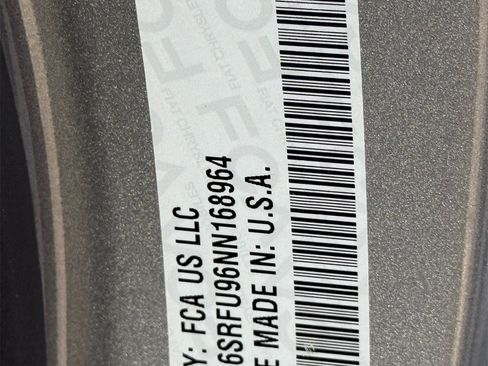 Y: FCA US LLC
6SRFU96NN168964
E MADE IN: U.S.A.